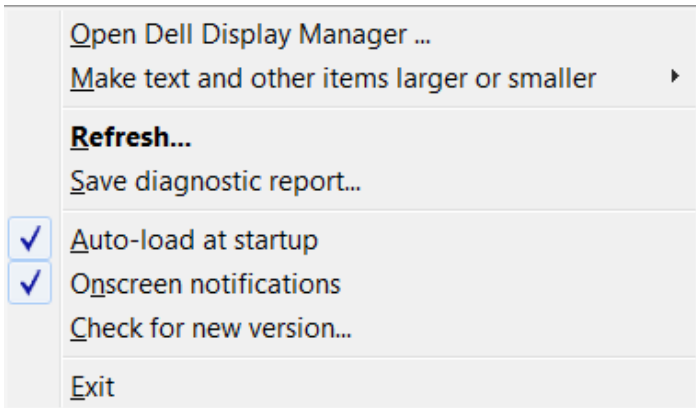 Open Dell Display Manager ...
Make text and other items larger or smaller
Refresh...
Save diagnostic report...
Auto-load at startup
Onscreen notifications
Check for new version...
Exit